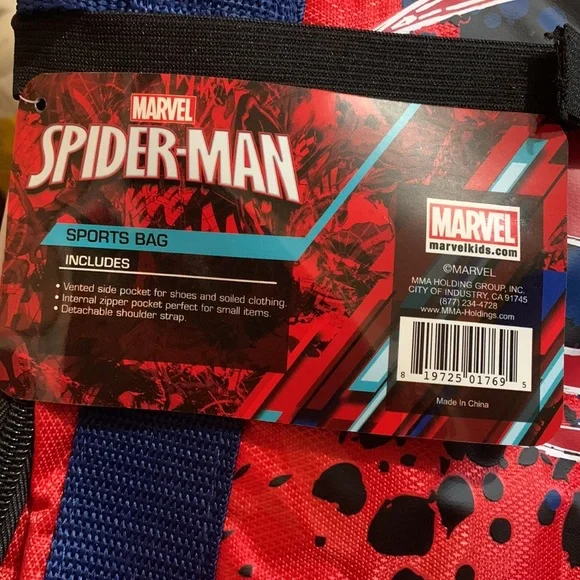 MARVEL
SPIDER-MAN
SPORTS BAG
INCLUDES
• Vented side pocket for shoes and soiled clothing.
• Internal zipper pocket perfect for small items.
• Detachable shoulder strap.
MARVEL
marvelkids.com
©MARVEL
MMA HOLDING GROUP, INC.
CITY OF INDUSTRY, CA 91745
(877) 234-4728
www.MMA-Holdings.com
8 19725 01769 5
Made in China